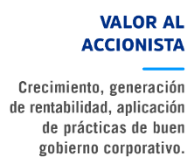 VALOR AL
ACCIONISTA
Crecimiento, generación
de rentabilidad, aplicación
de prácticas de buen
gobierno corporativo.